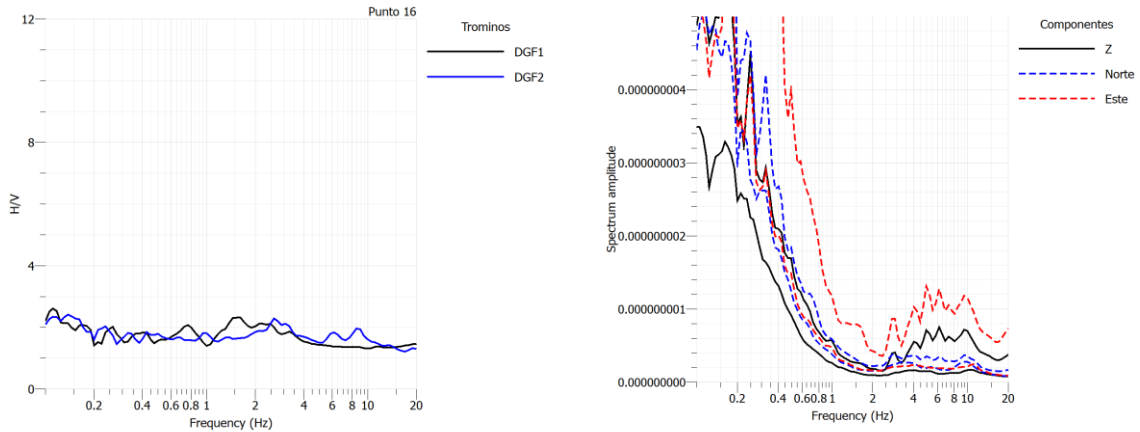 Punto 16
Trominos
DGF1
DGF2
12
8
4
0
H/V
0.2 0.4 0.6 0.8 1 2 4 6 8 10 20
Frequency (Hz)
Componentes
Z
Norte
Este
0.000000004
0.000000003
0.000000002
0.000000001
0.000000000
Spectrum amplitude
0.2 0.4 0.6 0.8 1 2 4 6 8 10 20
Frequency (Hz)